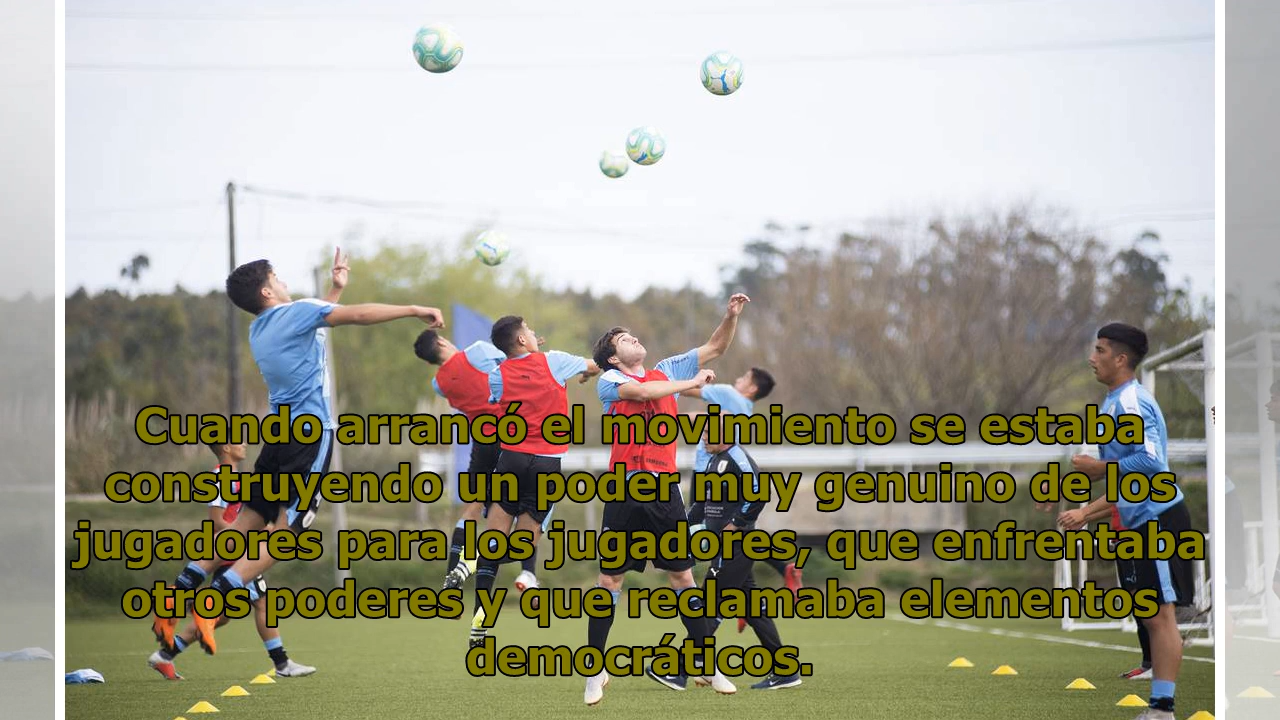 Cuando arrancó el movimiento se estaba
construyendo un poder muy genuino de los
jugadores para los jugadores, que enfrentaba
otros poderes y que reclamaba elementos
democráticos.